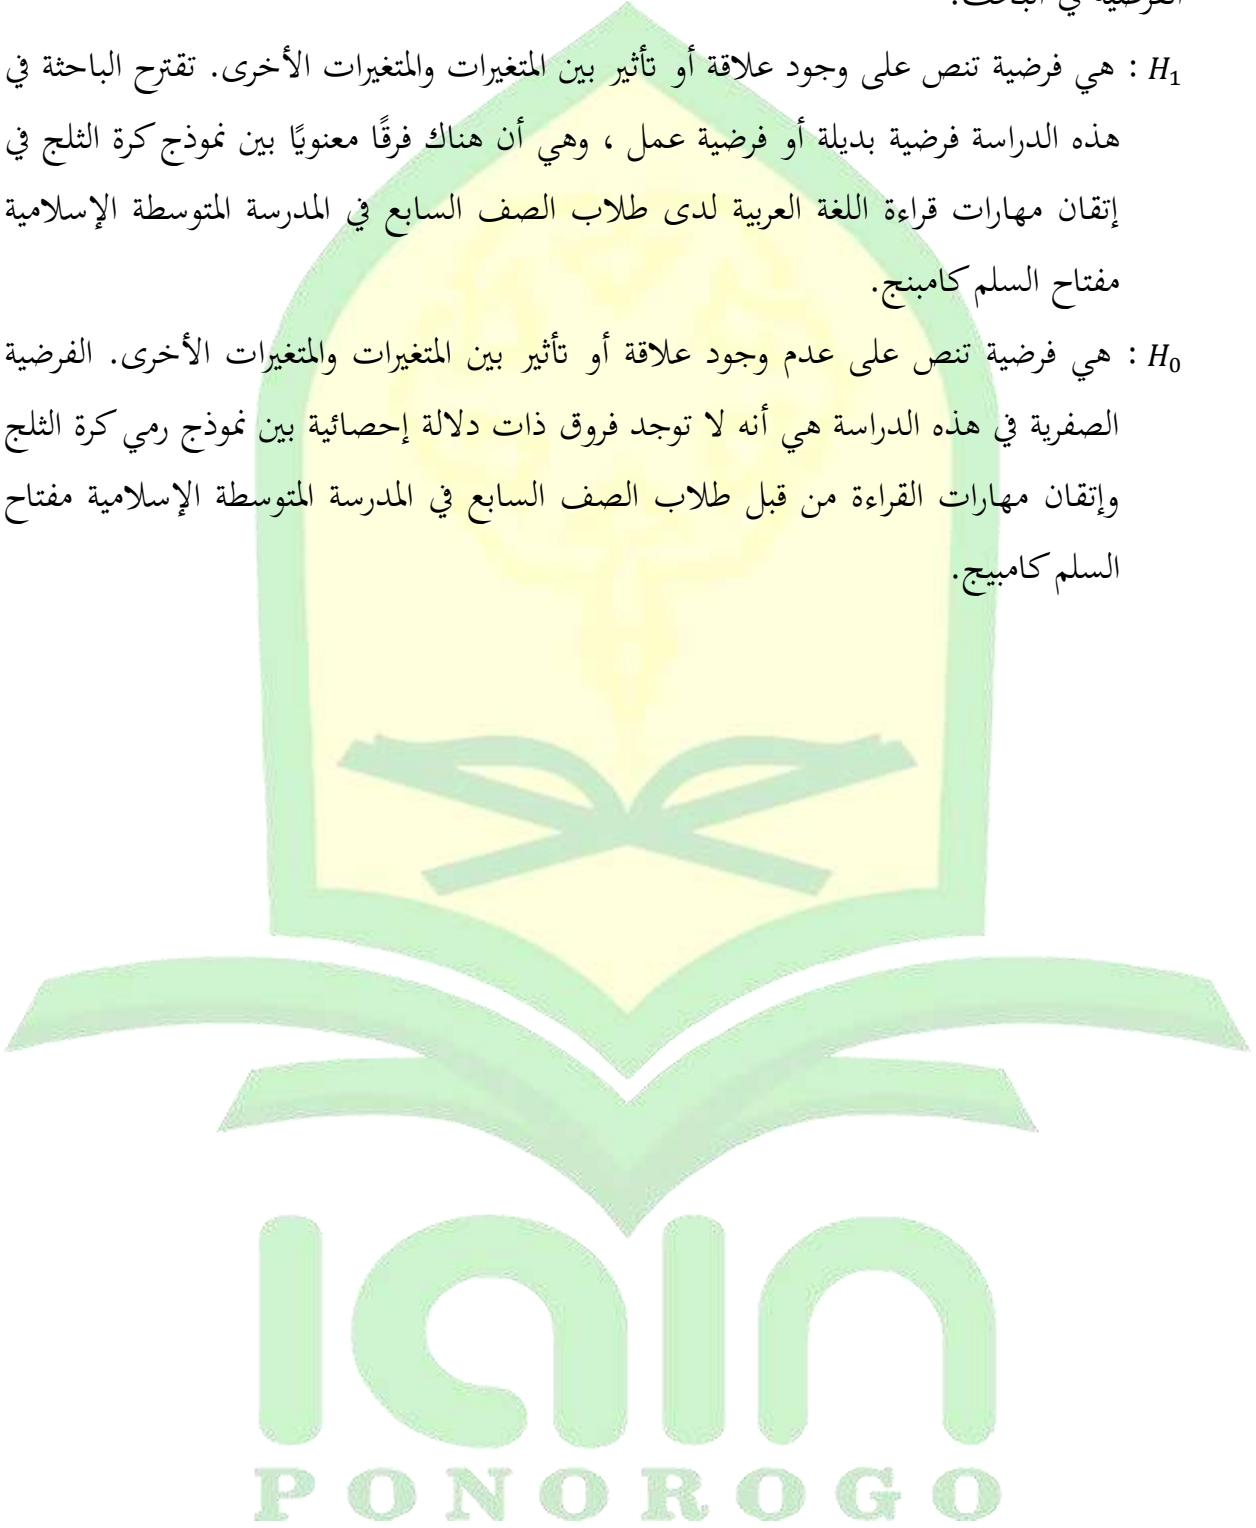 الفرضية في الباحث:
H₁ : هي فرضية تنص على وجود علاقة أو تأثير بين المتغيرات والمتغيرات الأخرى. تقترح الباحثة في
هذه الدراسة فرضية بديلة أو فرضية عمل ، وهي أن هناك فرقًا معنويًا بين نموذج كرة الثلج في
إتقان مهارات قراءة اللغة العربية لدى طلاب الصف السابع في المدرسة المتوسطة الإسلامية
مفتاح السلم كامبنج.
H₀ : هي فرضية تنص على عدم وجود علاقة أو تأثير بين المتغيرات والمتغيرات الأخرى. الفرضية
الصفرية في هذه الدراسة هي أنه لا توجد فروق ذات دلالة إحصائية بين نموذج رمي كرة الثلج
وإتقان مهارات القراءة من قبل طلاب الصف السابع في المدرسة المتوسطة الإسلامية مفتاح
السلم كامبيج.
iain
PONOROGO